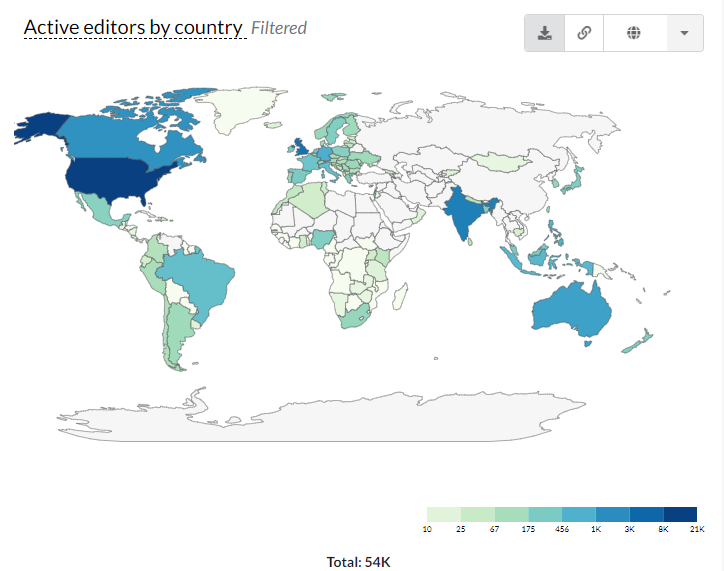 Active editors by country Filtered
10 25 67 175 456 1K 3K 8K 21K
Total: 54K